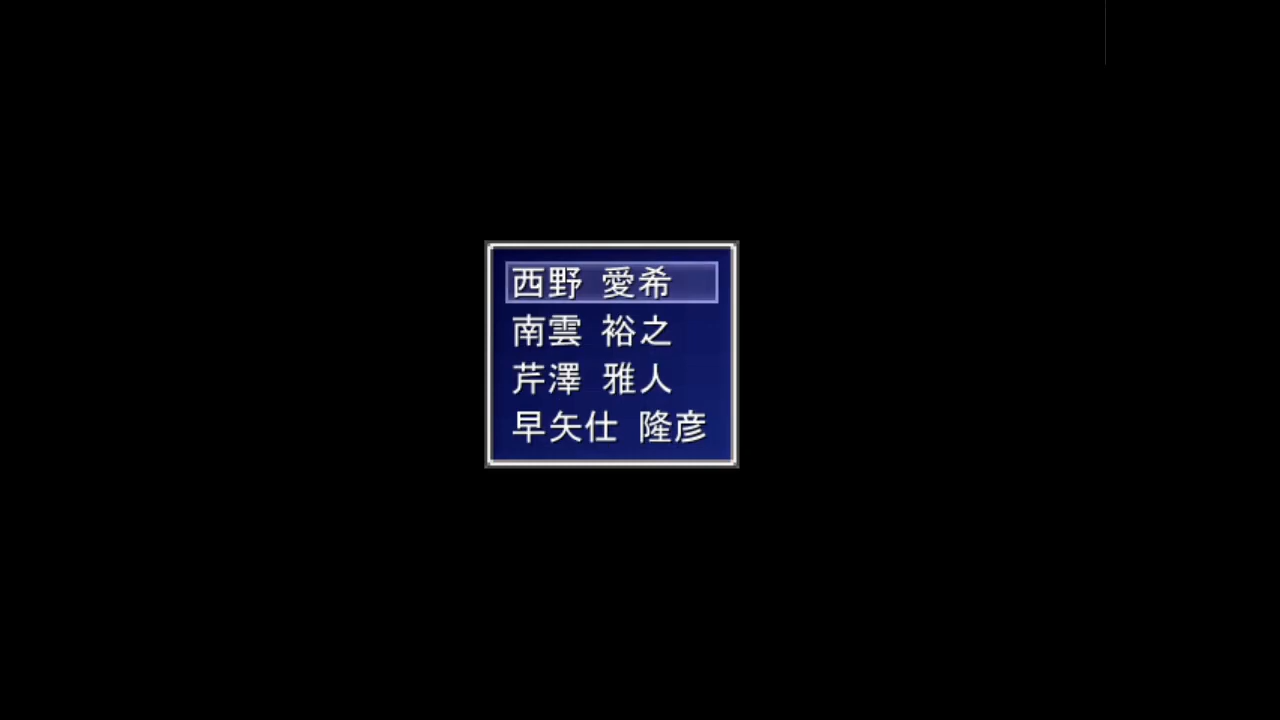 西野 愛希
南雲 裕之
芹澤 雅人
早矢仕 隆彦